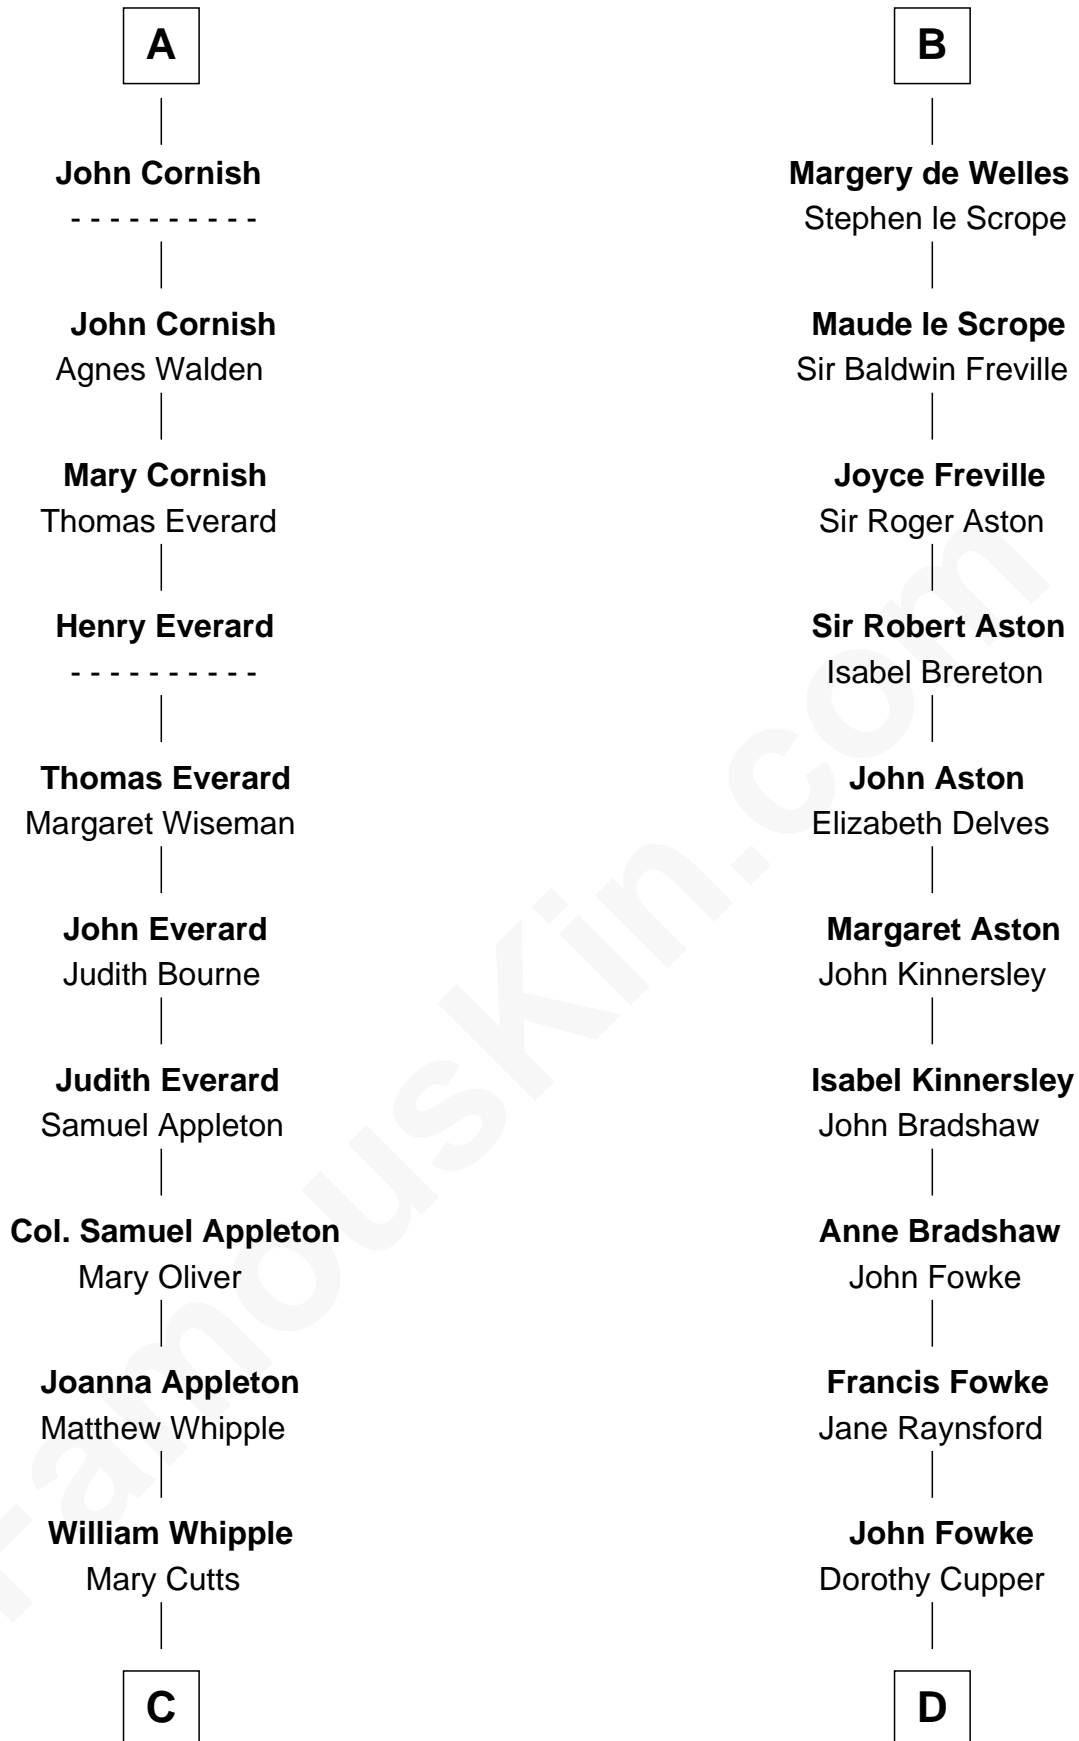 A
John Cornish
- - - - - - - - - -
John Cornish
Agnes Walden
Mary Cornish
Thomas Everard
Henry Everard
- - - - - - - - - -
Thomas Everard
Margaret Wiseman
John Everard
Judith Bourne
Judith Everard
Samuel Appleton
Col. Samuel Appleton
Mary Oliver
Joanna Appleton
Matthew Whipple
William Whipple
Mary Cutts
C
B
Margery de Welles
Stephen le Scrope
Maude le Scrope
Sir Baldwin Freville
Joyce Freville
Sir Roger Aston
Sir Robert Aston
Isabel Brereton
John Aston
Elizabeth Delves
Margaret Aston
John Kinnersley
Isabel Kinnersley
John Bradshaw
Anne Bradshaw
John Fowke
Francis Fowke
Jane Raynsford
John Fowke
Dorothy Cupper
D
FamousKin.com